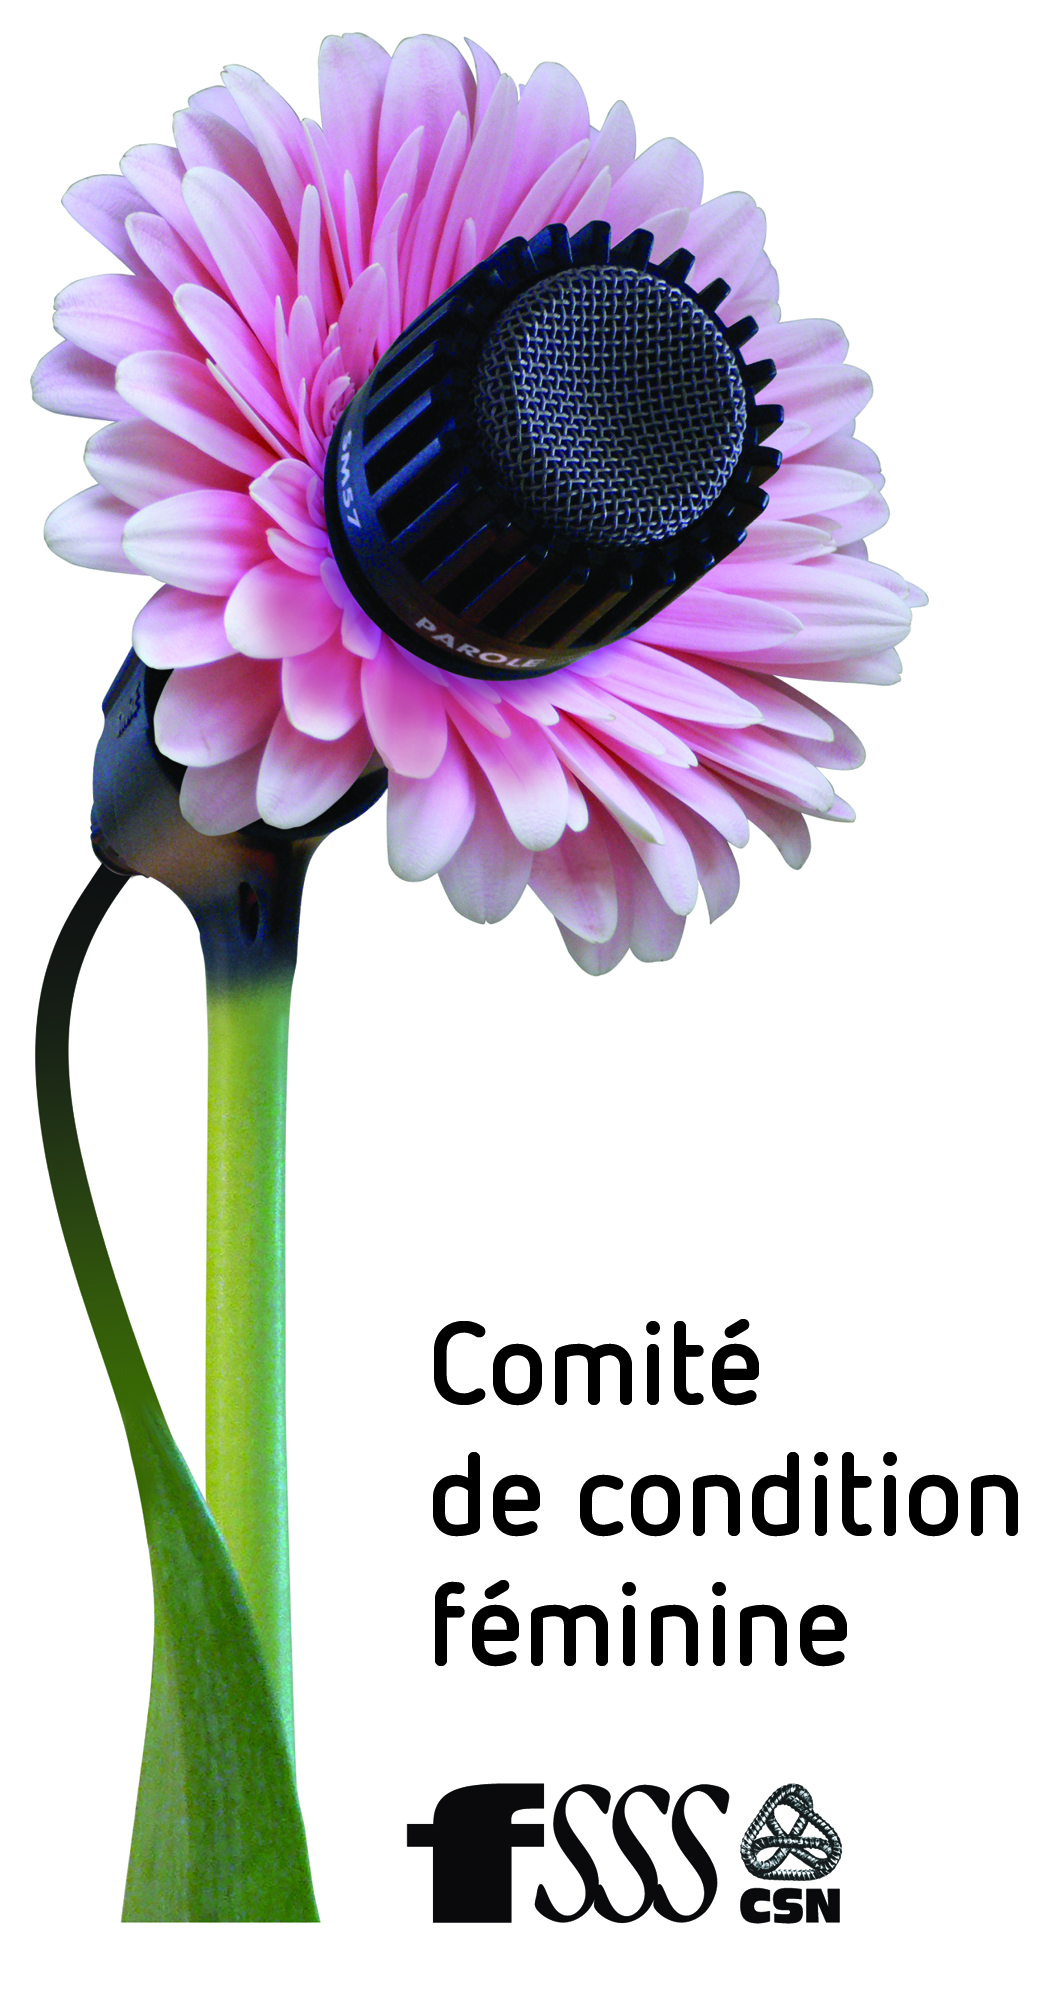 SM57
PAROLE
Comité
de condition
féminine
fsss
CSN